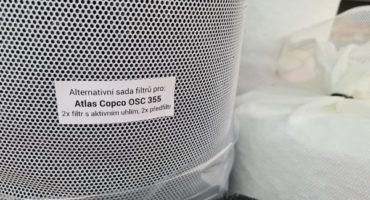 Alternativní sada filtrů pro:
Atlas Copco OSC 355
2x filtr s aktivním uhlím, 2x předfiltr